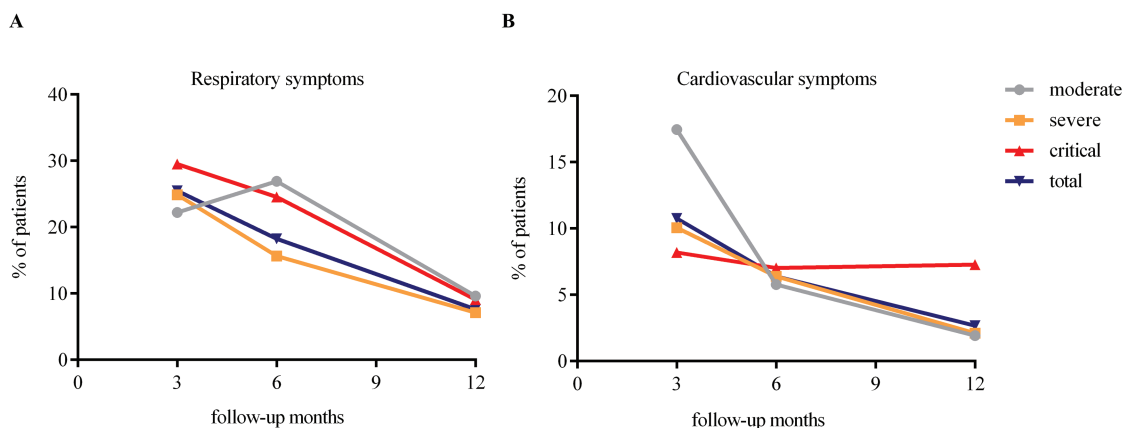 A
Respiratory symptoms
% of patients
40
30
20
10
0
0 3 6 9 12
follow-up months
B
Cardiovascular symptoms
% of patients
20
15
10
5
0
0 3 6 9 12
follow-up months
moderate
severe
critical
total